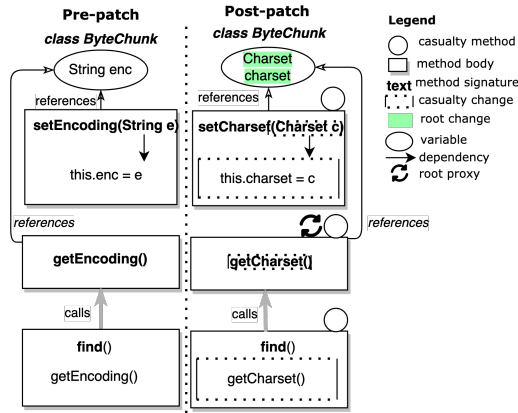 Pre-patch
class ByteChunk
String enc
references
setEncoding(String e)
this.enc = e
references
getEncoding()
calls
find()
getEncoding()
Post-patch
class ByteChunk
Charset
charset
references
setCharset(Charset c)
this.charset = c
references
getCharset()
calls
find()
getCharset()
Legend
casualty method
method body
text method signature
casualty change
root change
variable
dependency
root proxy